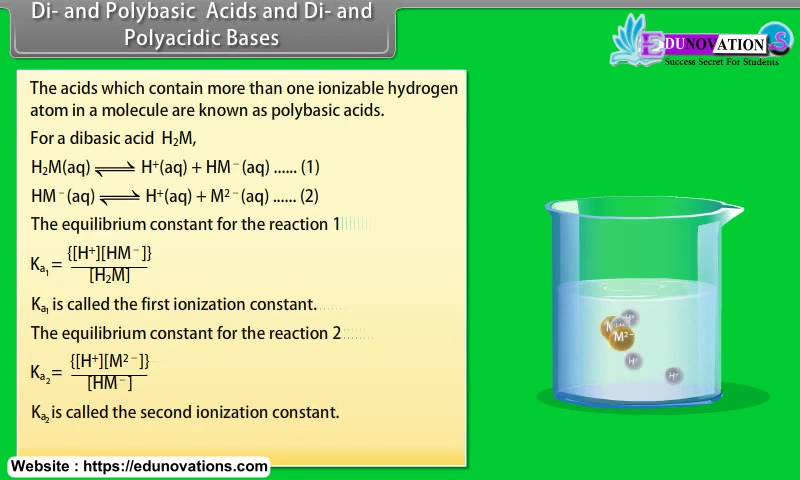 Di- and Polybasic Acids and Di- and
Polyacidic Bases
EDUNOVATIONS
Success Secret For Students
The acids which contain more than one ionizable hydrogen
atom in a molecule are known as polybasic acids.
For a dibasic acid H₂M,
H₂M(aq) ⇌ H⁺(aq) + HM⁻(aq) ...... (1)
HM⁻(aq) ⇌ H⁺(aq) + M²⁻(aq) ...... (2)
The equilibrium constant for the reaction 1
Ka₁ = {[H⁺][HM⁻]}
[H₂M]
Ka₁ is called the first ionization constant.
The equilibrium constant for the reaction 2
Ka₂ = {[H⁺][M²⁻]}
[HM⁻]
Ka₂ is called the second ionization constant.
H⁺
M²⁻
H⁺
H⁺
Website : https://edunovations.com